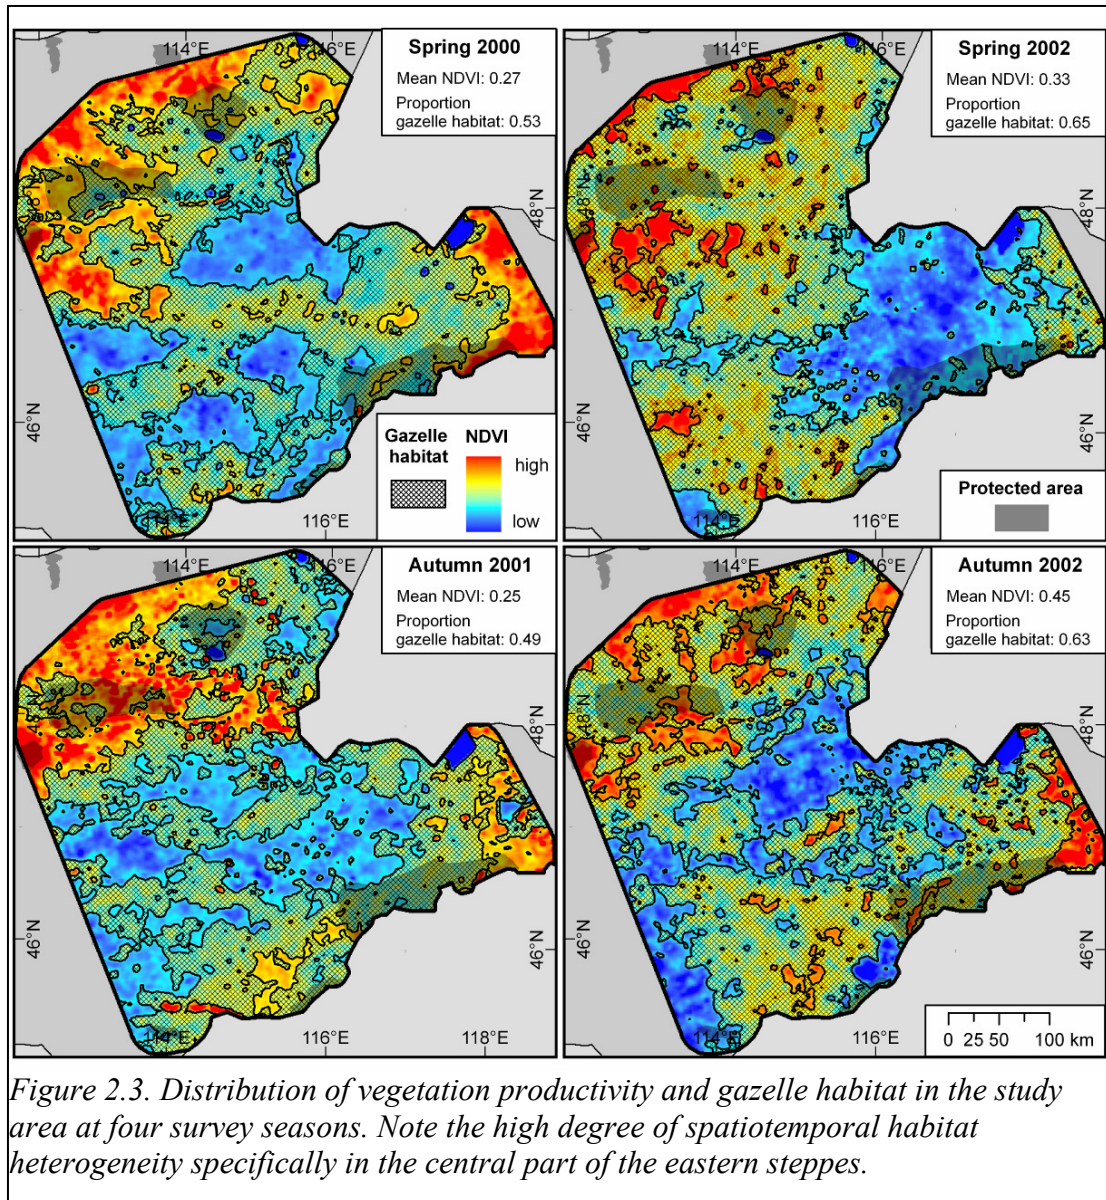 114°E
116°E
Spring 2000
Mean NDVI: 0.27
Proportion
gazelle habitat: 0.53
48°N
46°N
114°E
116°E
Gazelle
habitat
NDVI
high
low
116°E
Spring 2002
Mean NDVI: 0.33
Proportion
gazelle habitat: 0.65
48°N
48°N
46°N
114°E
116°E
Protected area
114°E
116°E
Autumn 2001
Mean NDVI: 0.25
Proportion
gazelle habitat: 0.49
48°N
46°N
46°N
114°E
116°E
118°E
114°E
116°E
Autumn 2002
Mean NDVI: 0.45
Proportion
gazelle habitat: 0.63
48°N
46°N
114°E
116°E
0 25 50 100 km
Figure 2.3. Distribution of vegetation productivity and gazelle habitat in the study
area at four survey seasons. Note the high degree of spatiotemporal habitat
heterogeneity specifically in the central part of the eastern steppes.